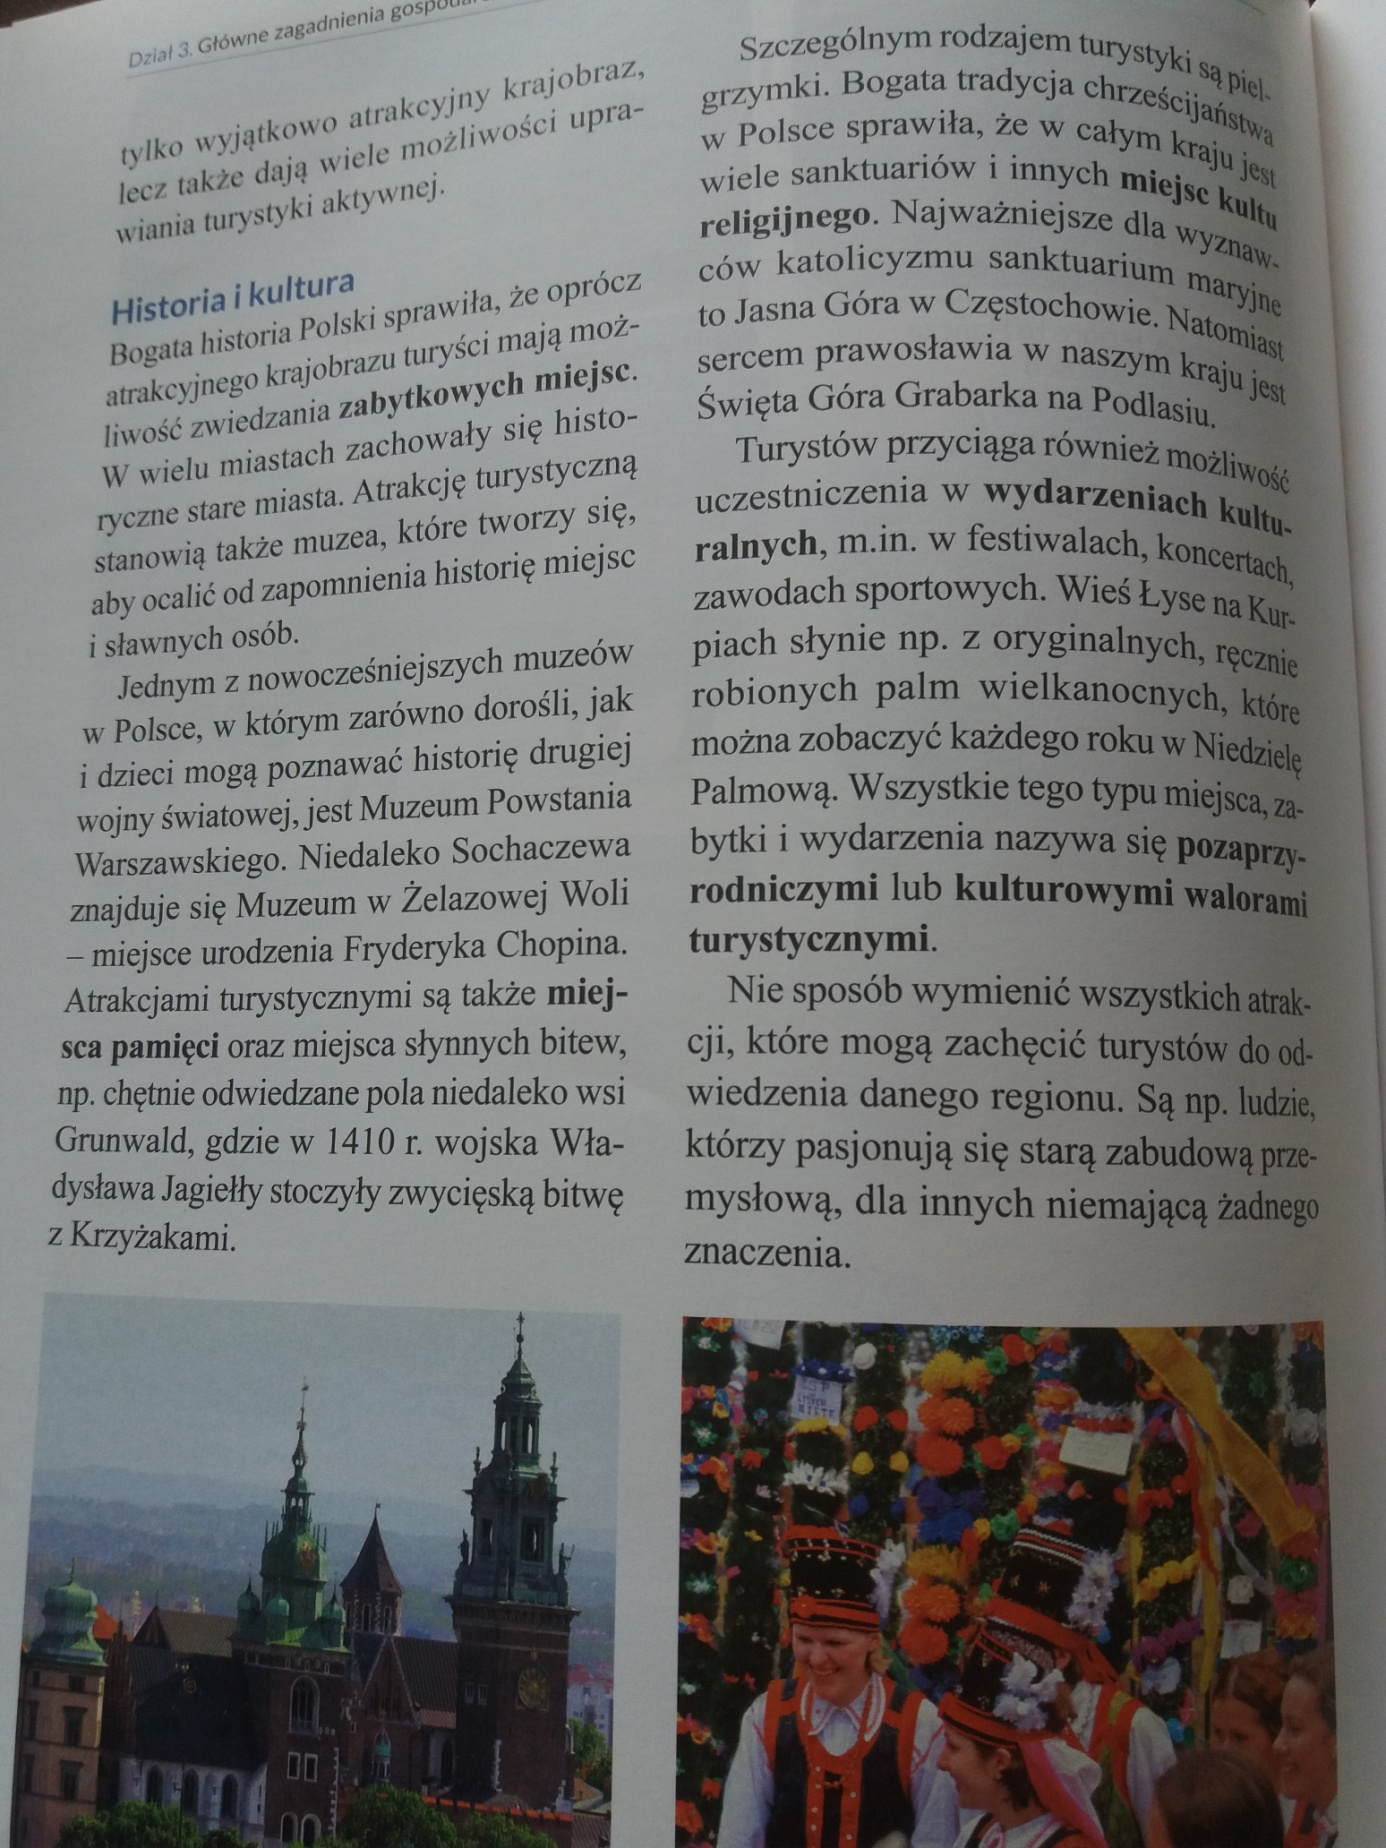 Dział 3. Główne zagadnienia
tylko wyjątkowo atrakcyjny krajobraz,
lecz także dają wiele możliwości upra-
wiania turystyki aktywnej.
Historia i kultura
Bogata historia Polski sprawiła, że oprócz
atrakcyjnego krajobrazu turyści mają moż-
liwość zwiedzania zabytkowych miejsc.
W wielu miastach zachowały się histo-
ryczne stare miasta. Atrakcję turystyczną
stanowią także muzea, które tworzy się,
aby ocalić od zapomnienia historię miejsc
i sławnych osób.
Jednym z nowocześniejszych muzeów
w Polsce, w którym zarówno dorośli, jak
i dzieci mogą poznawać historię drugiej
wojny światowej, jest Muzeum Powstania
Warszawskiego. Niedaleko Sochaczewa
znajduje się Muzeum w Żelazowej Woli
– miejsce urodzenia Fryderyka Chopina.
Atrakcjami turystycznymi są także miej-
sca pamięci oraz miejsca słynnych bitew,
np. chętnie odwiedzane pola niedaleko wsi
Grunwald, gdzie w 1410 r. wojska Wła-
dysława Jagiełły stoczyły zwycięską bitwę
z Krzyżakami.
Szczególnym rodzajem turystyki są piel-
grzymki. Bogata tradycja chrześcijaństwa
w Polsce sprawiła, że w całym kraju jest
wiele sanktuariów i innych miejsc kultu
religijnego. Najważniejsze dla wyznaw-
ców katolicyzmu sanktuarium maryjne
to Jasna Góra w Częstochowie. Natomiast
sercem prawosławia w naszym kraju jest
Święta Góra Grabarka na Podlasiu.
Turystów przyciąga również możliwość
uczestniczenia w wydarzeniach kultu-
ralnych, m.in. w festiwalach, koncertach,
zawodach sportowych. Wieś Łyse na Kur-
piach słynie np. z oryginalnych, ręcznie
robionych palm wielkanocnych, które
można zobaczyć każdego roku w Niedzielę
Palmową. Wszystkie tego typu miejsca, za-
bytki i wydarzenia nazywa się pozaprzy-
rodniczymi lub kulturowymi walorami
turystycznymi.
Nie sposób wymienić wszystkich atrak-
cji, które mogą zachęcić turystów do od-
wiedzenia danego regionu. Są np. ludzie,
którzy pasjonują się starą zabudową prze-
mysłową, dla innych niemającą żadnego
znaczenia.